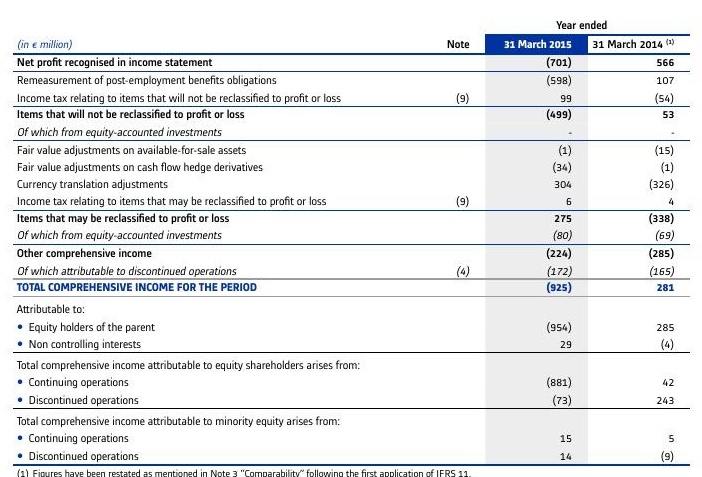 Year ended
(in € million) Note 31 March 2015 31 March 2014 (1)
Net profit recognised in income statement (701) 566
Remeasurement of post-employment benefits obligations (598) 107
Income tax relating to items that will not be reclassified to profit or loss (9) 99 (54)
Items that will not be reclassified to profit or loss (499) 53
Of which from equity-accounted investments - -
Fair value adjustments on available-for-sale assets (1) (15)
Fair value adjustments on cash flow hedge derivatives (34) (1)
Currency translation adjustments 304 (326)
Income tax relating to items that may be reclassified to profit or loss (9) 6 4
Items that may be reclassified to profit or loss 275 (338)
Of which from equity-accounted investments (80) (69)
Other comprehensive income (224) (285)
Of which attributable to discontinued operations (4) (172) (165)
TOTAL COMPREHENSIVE INCOME FOR THE PERIOD (925) 281
Attributable to:
• Equity holders of the parent (954) 285
• Non controlling interests 29 (4)
Total comprehensive income attributable to equity shareholders arises from:
• Continuing operations (881) 42
• Discontinued operations (73) 243
Total comprehensive income attributable to minority equity arises from:
• Continuing operations 15 5
• Discontinued operations 14 (9)
(1) Figures have been restated as mentioned in Note 3 "Comparability" following the first application of IFRS 11.